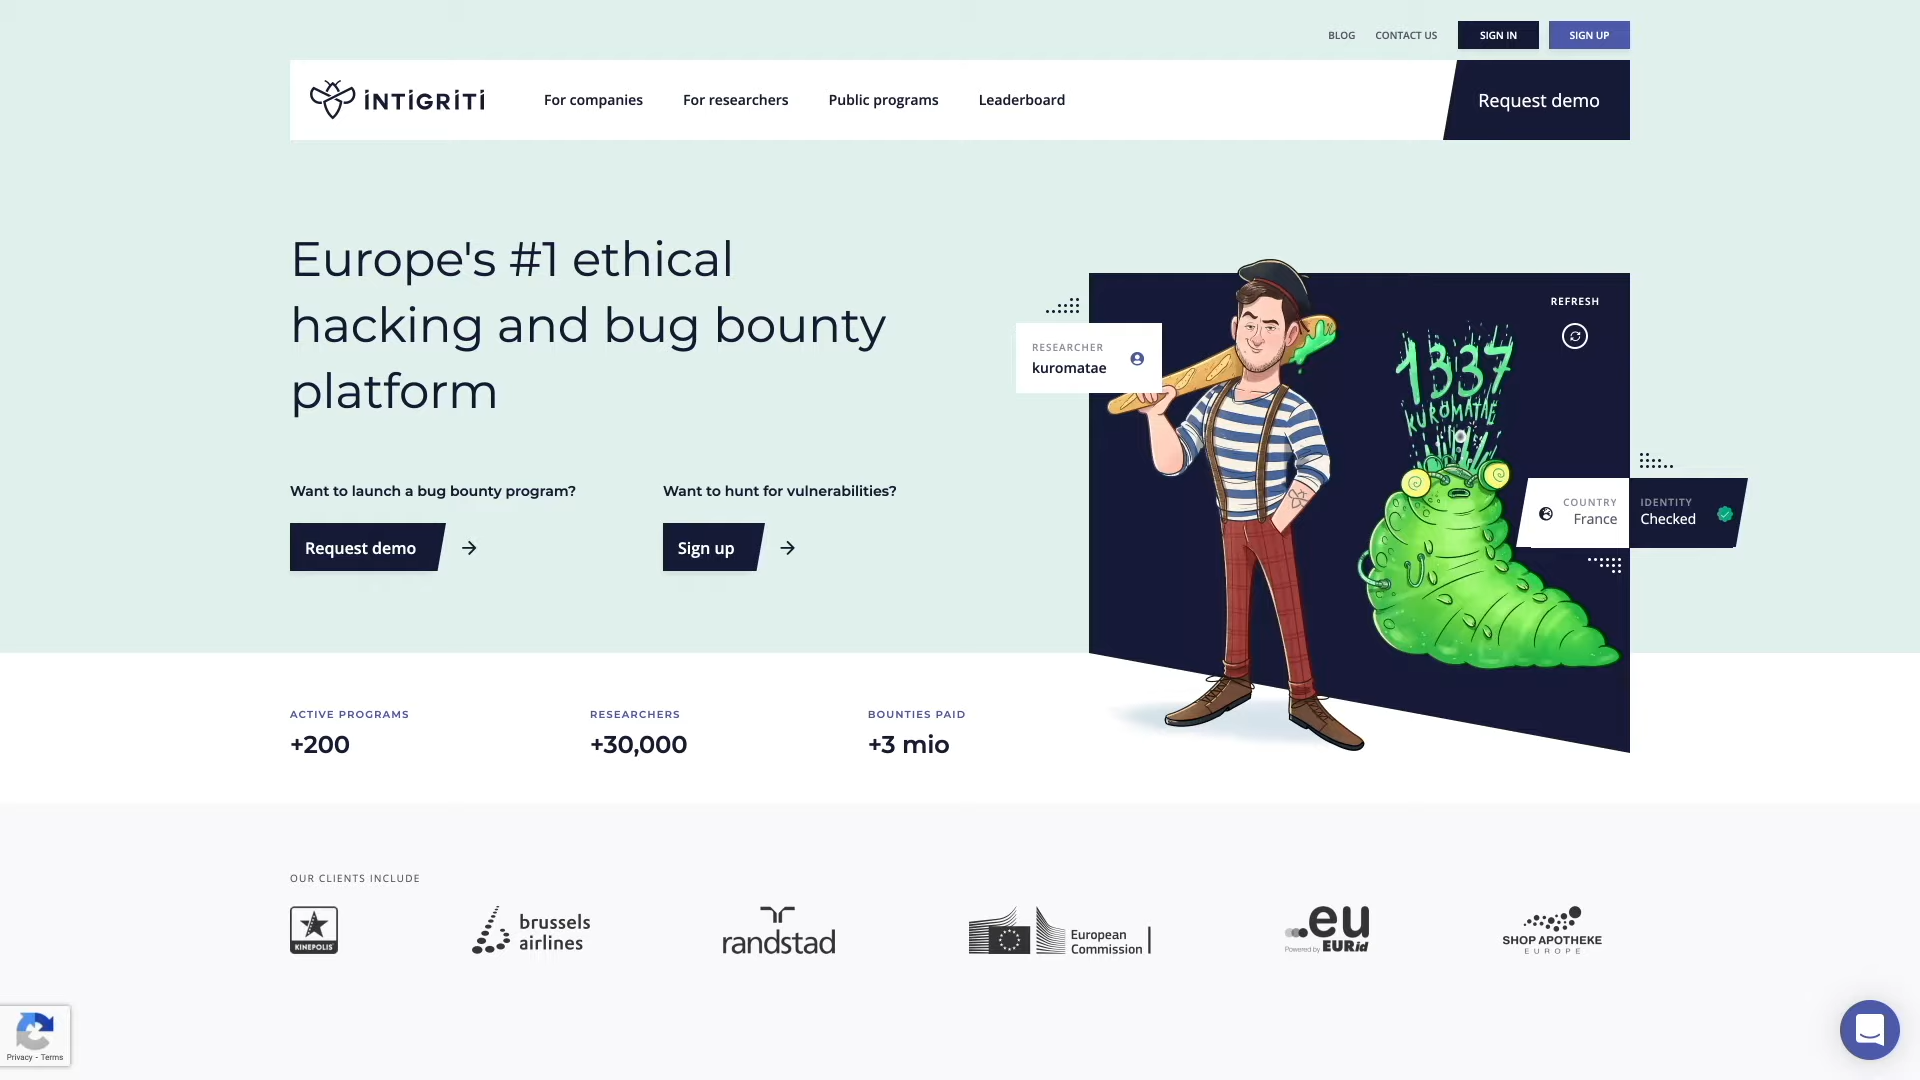 BLOG CONTACT US SIGN IN SIGN UP
INTIGRITI For companies For researchers Public programs Leaderboard Request demo
Europe's #1 ethical
hacking and bug bounty
platform
Want to launch a bug bounty program?
Request demo
Want to hunt for vulnerabilities?
Sign up
REFRESH
RESEARCHER
kuromatae
1337
KUROMATAE
COUNTRY
France
IDENTITY
Checked
ACTIVE PROGRAMS
+200
RESEARCHERS
+30,000
BOUNTIES PAID
+3 mio
OUR CLIENTS INCLUDE
KINEPOLIS
brussels
airlines
randstad
European
Commission
.eu
Powered by EURid
SHOP APOTHEKE
EUROPE
Privacy - Terms